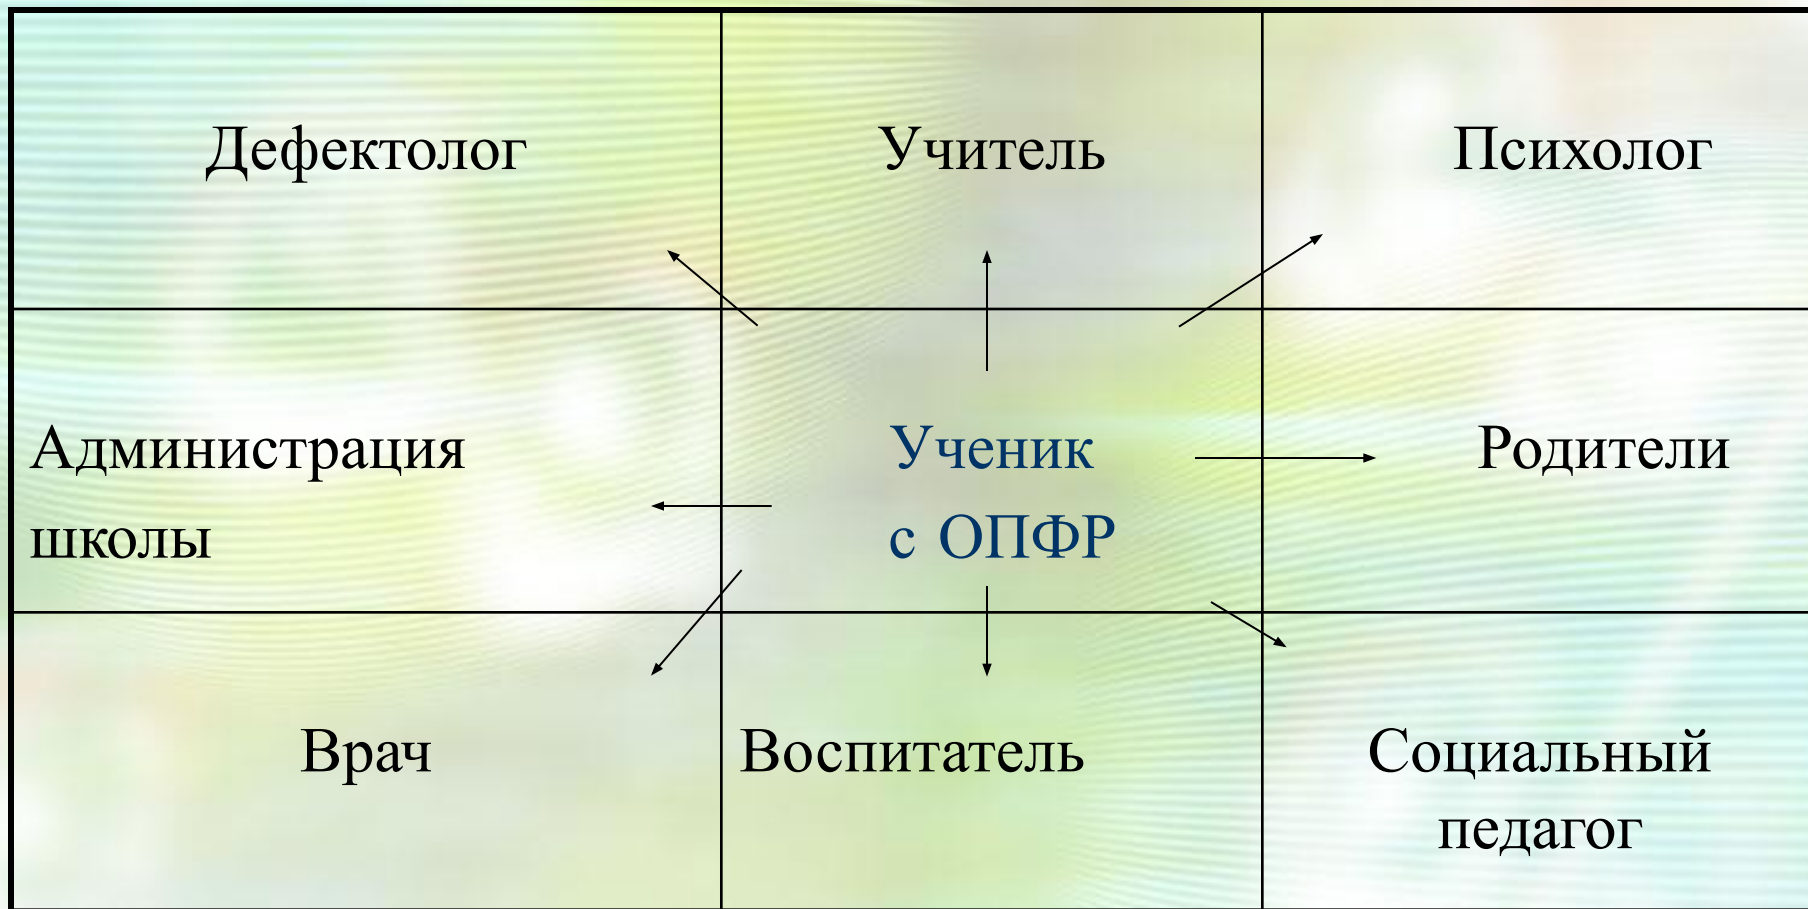 Дефектолог
Учитель
Психолог
Администрация
школы
Ученик
с ОПФР
Родители
Врач
Воспитатель
Социальный
педагог